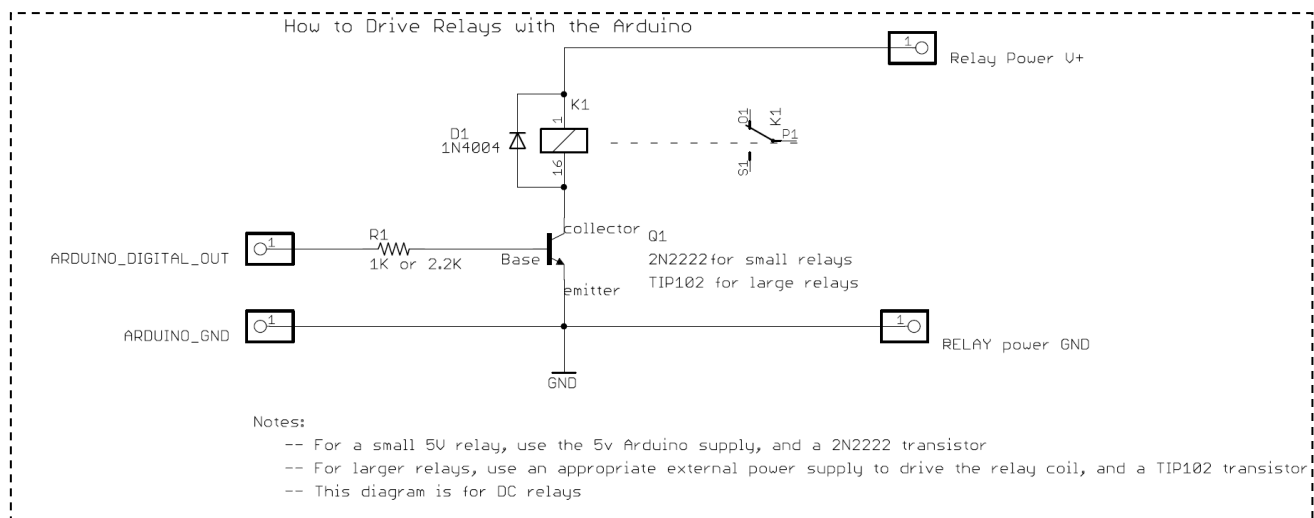 How to Drive Relays with the Arduino
1
Relay Power V+
K1
1
D1
1N4004
16
O1
K1
P1
S1
collector
Q1
R1
1
ARDUINO_DIGITAL_OUT
1K or 2.2K
Base
2N2222 for small relays
TIP102 for large relays
emitter
1
ARDUINO_GND
1
RELAY power GND
GND
Notes:
-- For a small 5V relay, use the 5v Arduino supply, and a 2N2222 transistor
-- For larger relays, use an appropriate external power supply to drive the relay coil, and a TIP102 transistor
-- This diagram is for DC relays